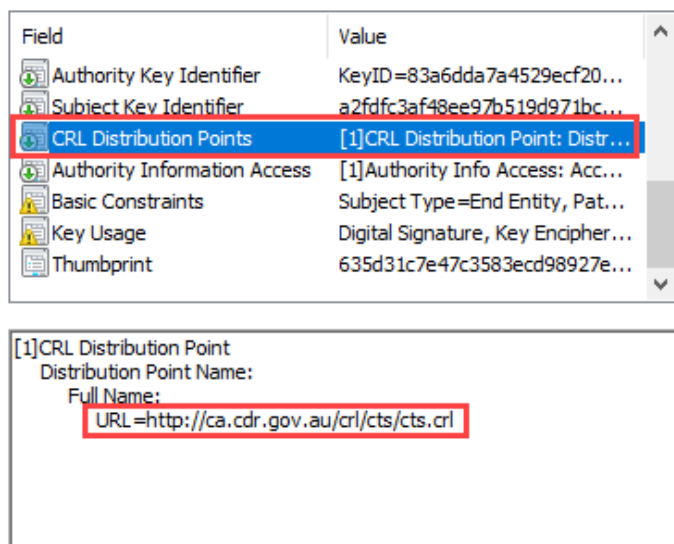 Field Value
Authority Key Identifier KeyID=83a6dda7a4529ecf20...
Subject Key Identifier a2fdfc3af48ee97b519d971bc...
CRL Distribution Points [1]CRL Distribution Point: Distr...
Authority Information Access [1]Authority Info Access: Acc...
Basic Constraints Subject Type=End Entity, Pat...
Key Usage Digital Signature, Key Encipher...
Thumbprint 635d31c7e47c3583ecd98927e...
[1]CRL Distribution Point
Distribution Point Name:
Full Name:
URL=http://ca.cdr.gov.au/crl/cts/cts.crl